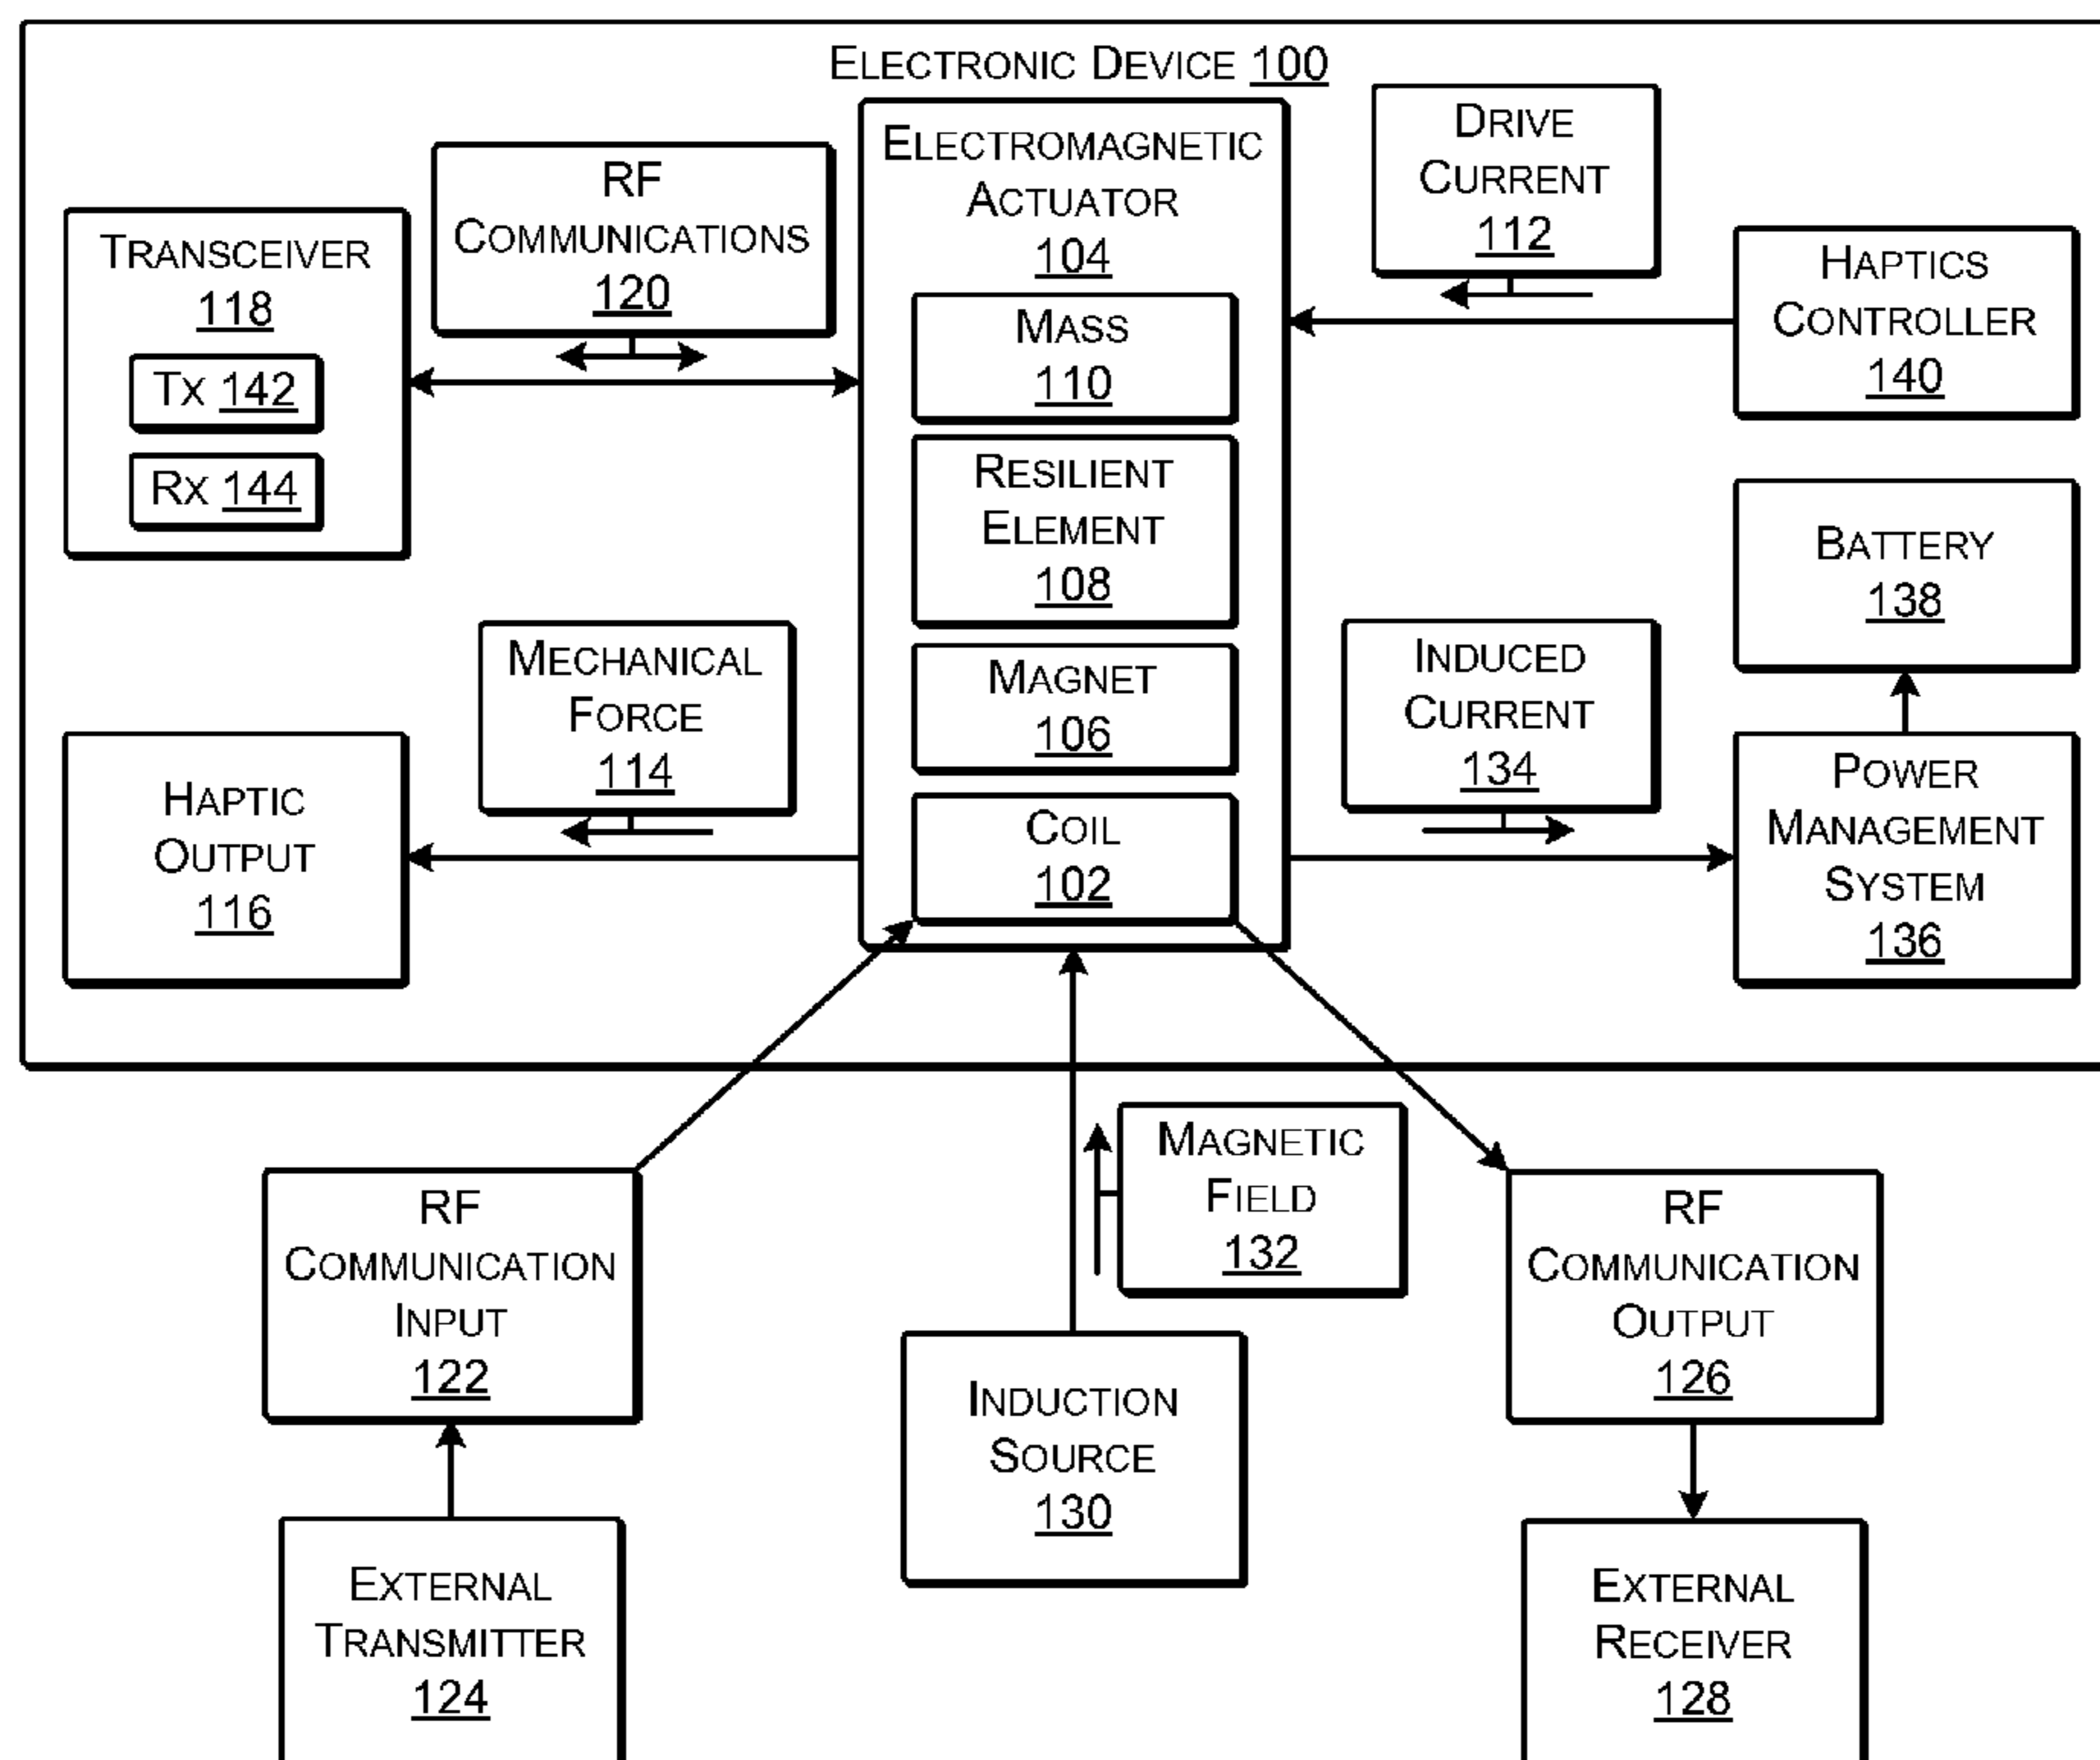 ELECTRONIC DEVICE 100
TRANSCEIVER
118
TX 142
RX 144
RF
COMMUNICATIONS
120
ELECTROMAGNETIC
ACTUATOR
104
MASS
110
RESILIENT
ELEMENT
108
MAGNET
106
COIL
102
DRIVE
CURRENT
112
HAPTICS
CONTROLLER
140
BATTERY
138
HAPTIC
OUTPUT
116
MECHANICAL
FORCE
114
INDUCED
CURRENT
134
POWER
MANAGEMENT
SYSTEM
136
RF
COMMUNICATION
INPUT
122
MAGNETIC
FIELD
132
RF
COMMUNICATION
OUTPUT
126
INDUCTION
SOURCE
130
EXTERNAL
TRANSMITTER
124
EXTERNAL
RECEIVER
128